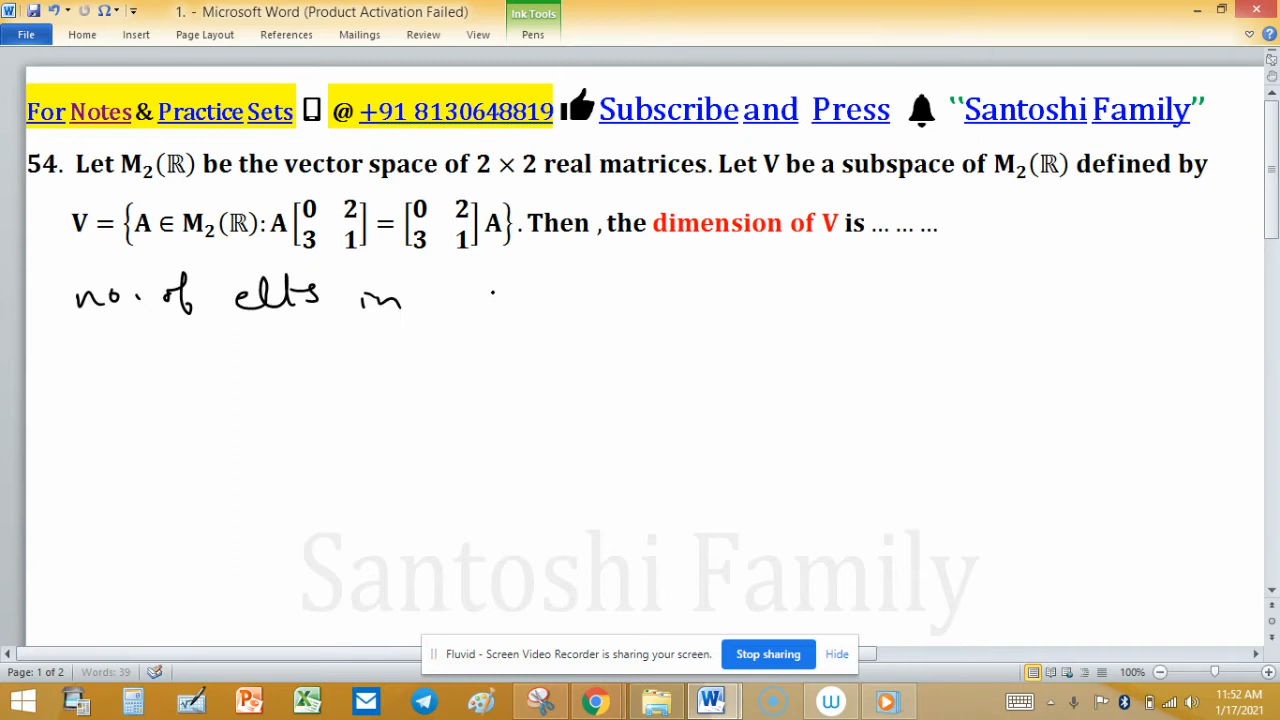 1. - Microsoft Word (Product Activation Failed)
Ink Tools
File Home Insert Page Layout References Mailings Review View Pens
For Notes & Practice Sets @ +91 8130648819 Subscribe and Press "Santoshi Family"
54. Let M₂(ℝ) be the vector space of 2 × 2 real matrices. Let V be a subspace of M₂(ℝ) defined by
V = {A ∈ M₂(ℝ): A [0 2 3 1] = [0 2 3 1] A}. Then , the dimension of V is ... ... ...
no. of elts in
Santoshi Family
Fluvid - Screen Video Recorder is sharing your screen. Stop sharing Hide
Page: 1 of 2 Words: 39 100%
11:52 AM
1/17/2021